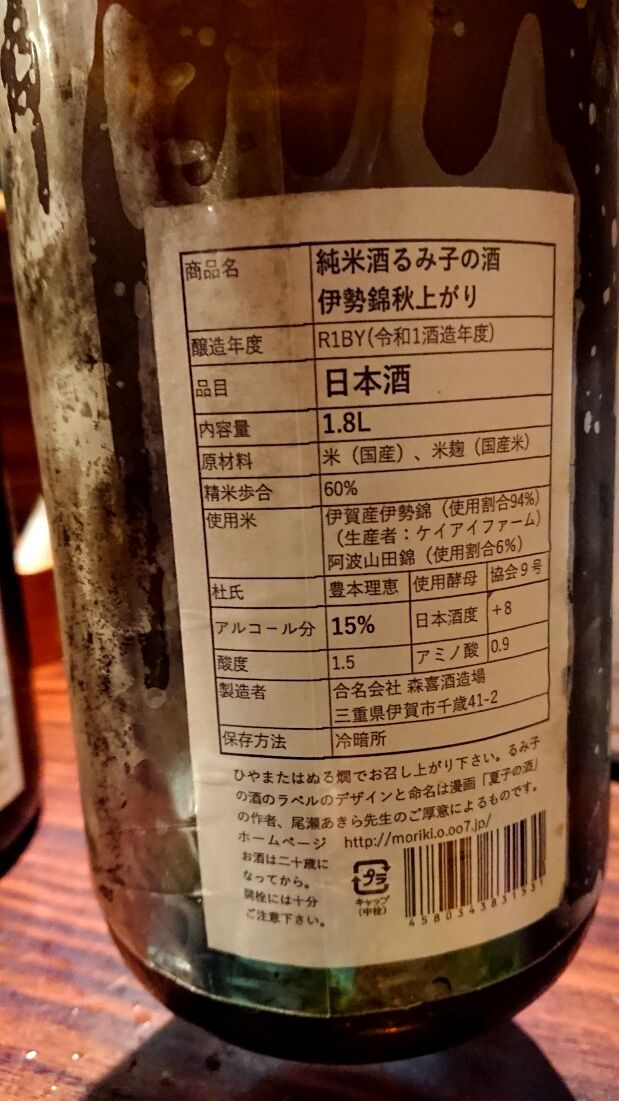 商品名 純米酒るみ子の酒
伊勢錦秋上がり
醸造年度 R1BY(令和1酒造年度)
品目 日本酒
内容量 1.8L
原材料 米（国産）、米麹（国産米）
精米歩合 60%
使用米 伊賀産伊勢錦（使用割合94%）
（生産者：ケイアイファーム）
阿波山田錦（使用割合6%）
杜氏 豊本理恵 使用酵母 協会9号
アルコール分 15% 日本酒度 +8
酸度 1.5 アミノ酸 0.9
製造者 合名会社 森喜酒造場
三重県伊賀市千歳41-2
保存方法 冷暗所
ひやまたはぬる燗でお召し上がり下さい。るみ子
の酒のラベルのデザインと命名は漫画「夏子の酒」
の作者、尾瀬あきら先生のご厚意によるものです。
ホームページ http://moriki.o.oo7.jp/
お酒は二十歳に
なってから。
開栓には十分
ご注意下さい。
プラ
キャップ
（中栓）
4580343831531